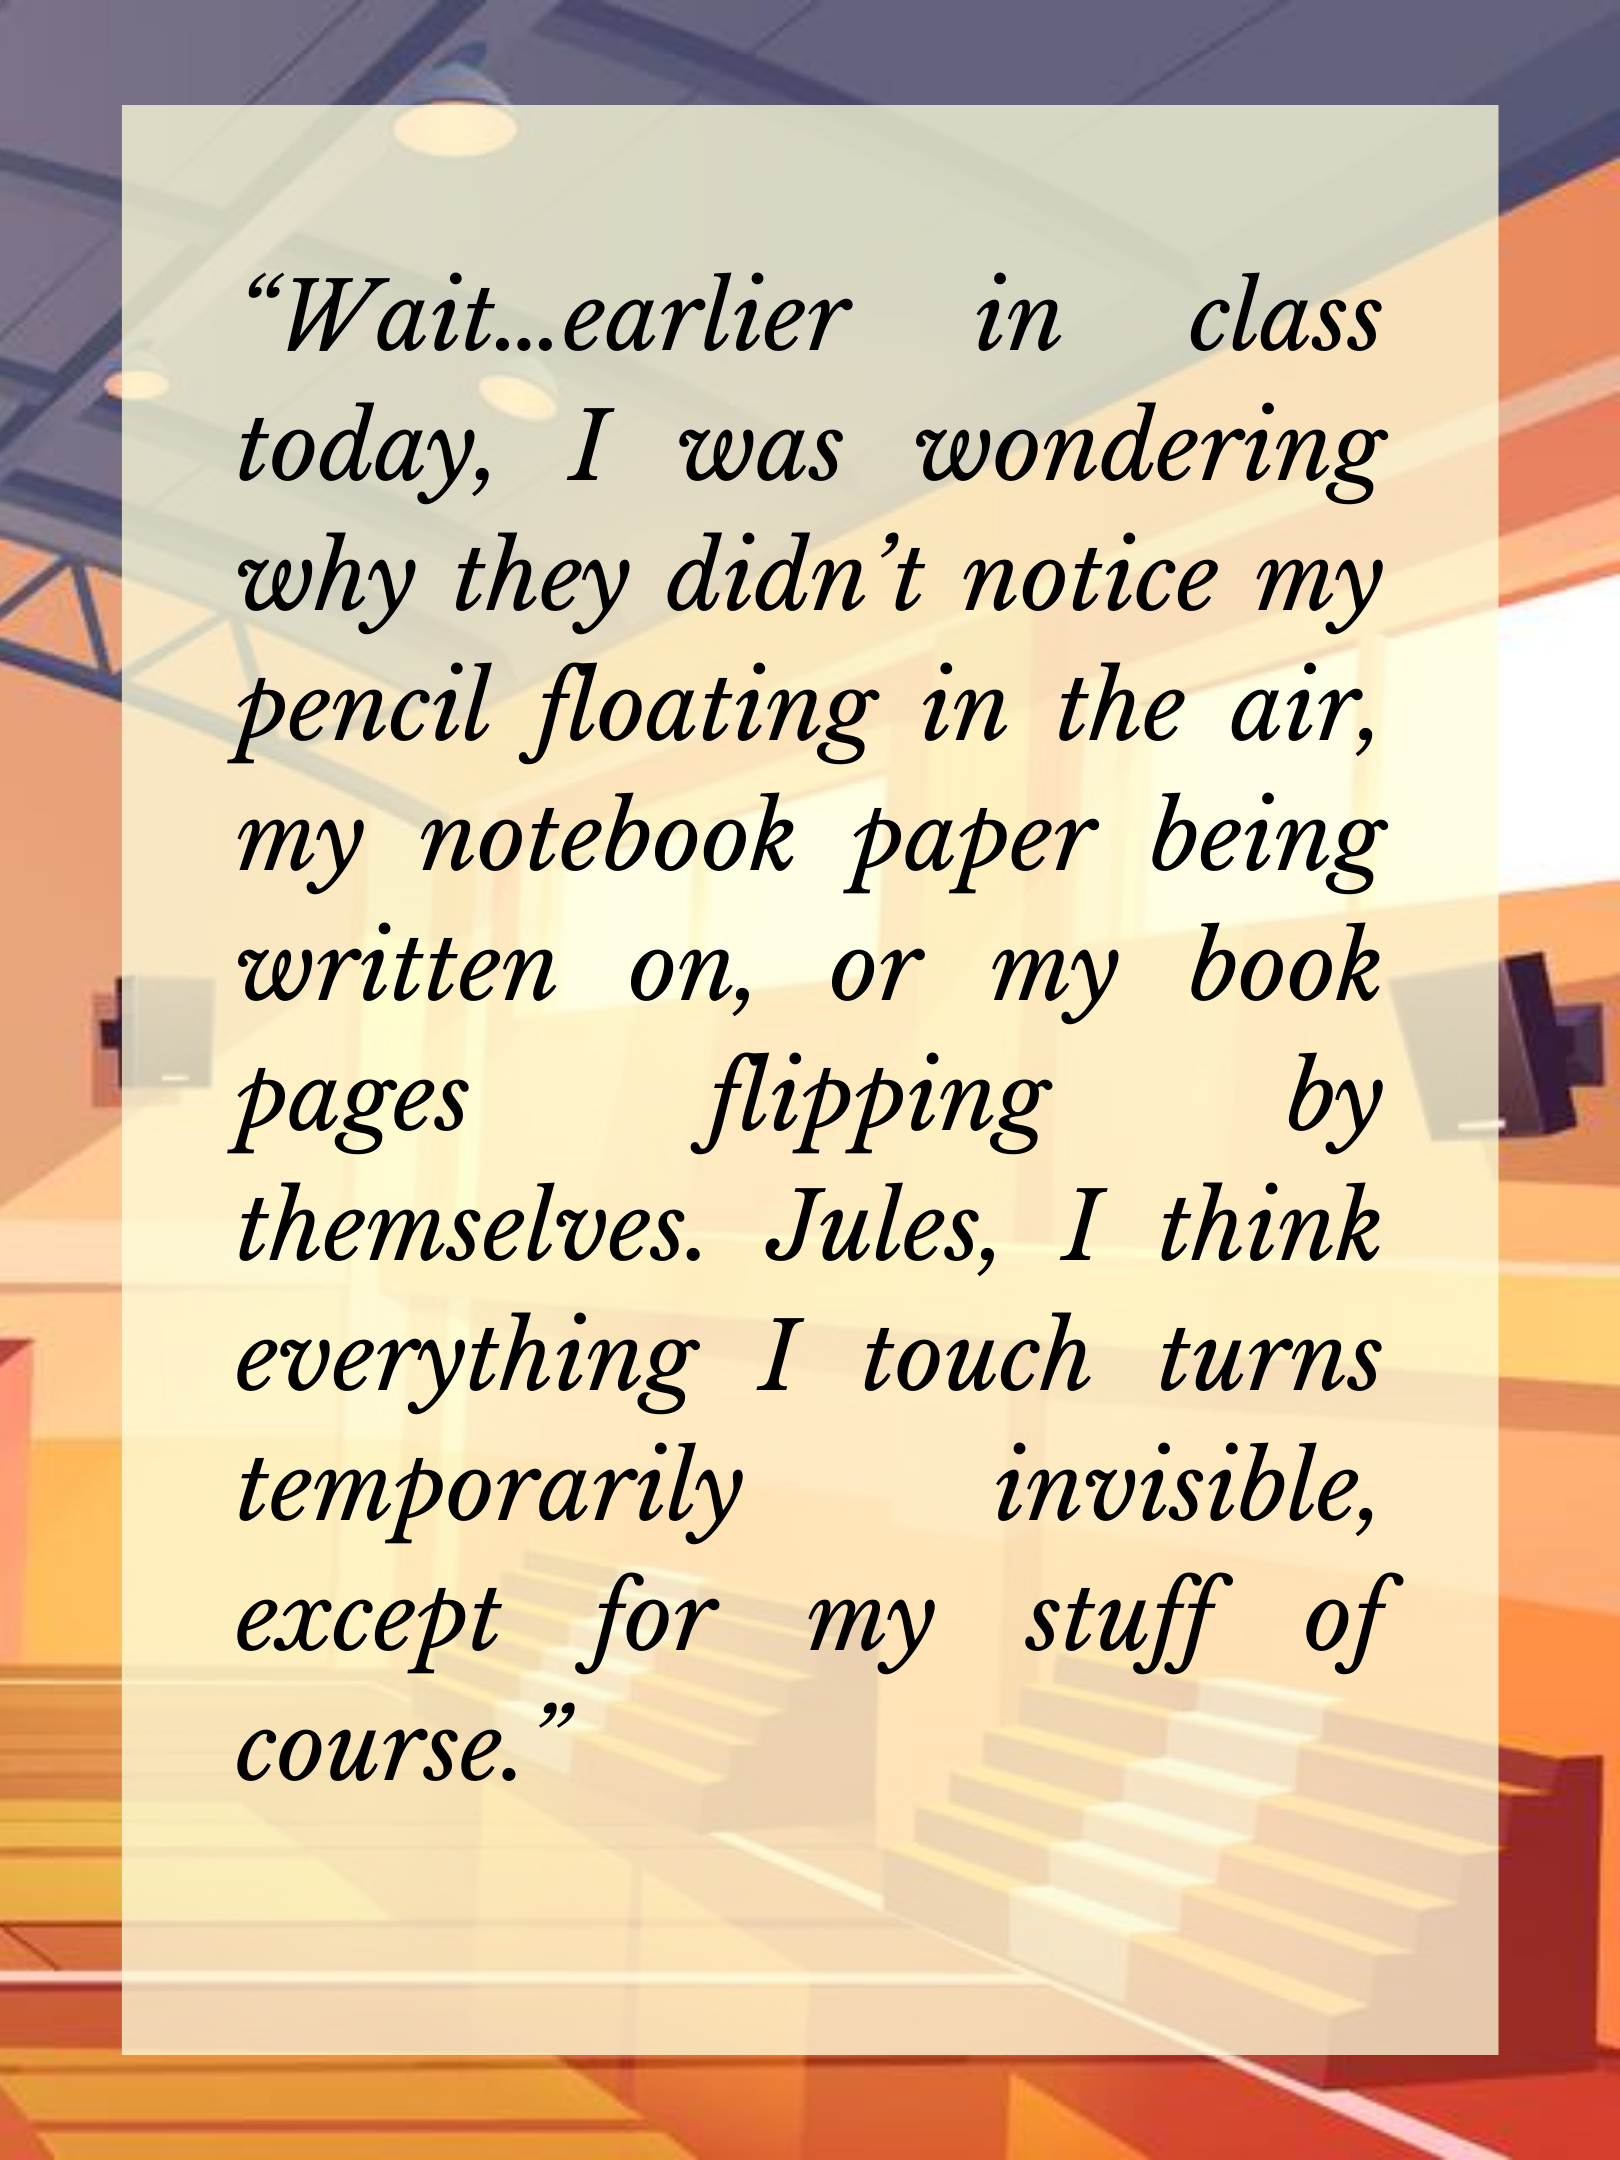 “Wait...earlier in class
today, I was wondering
why they didn’t notice my
pencil floating in the air,
my notebook paper being
written on, or my book
pages flipping by
themselves. Jules, I think
everything I touch turns
temporarily invisible,
except for my stuff of
course.”